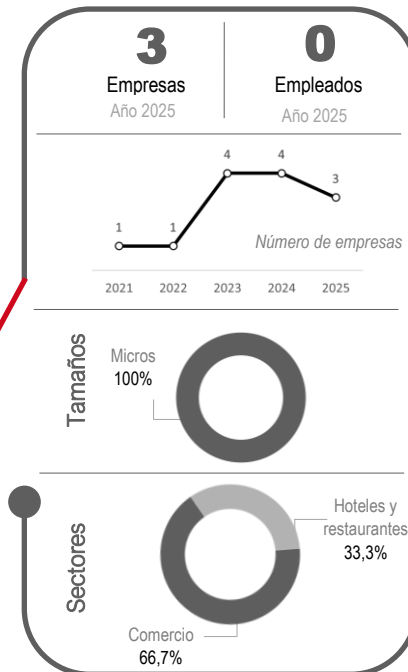 3
Empresas
Año 2025
0
Empleados
Año 2025
1
1
4
4
3
Número de empresas
2021 2022 2023 2024 2025
Tamaños
Micros
100%
Sectores
Hoteles y
restaurantes
33,3%
Comercio
66,7%